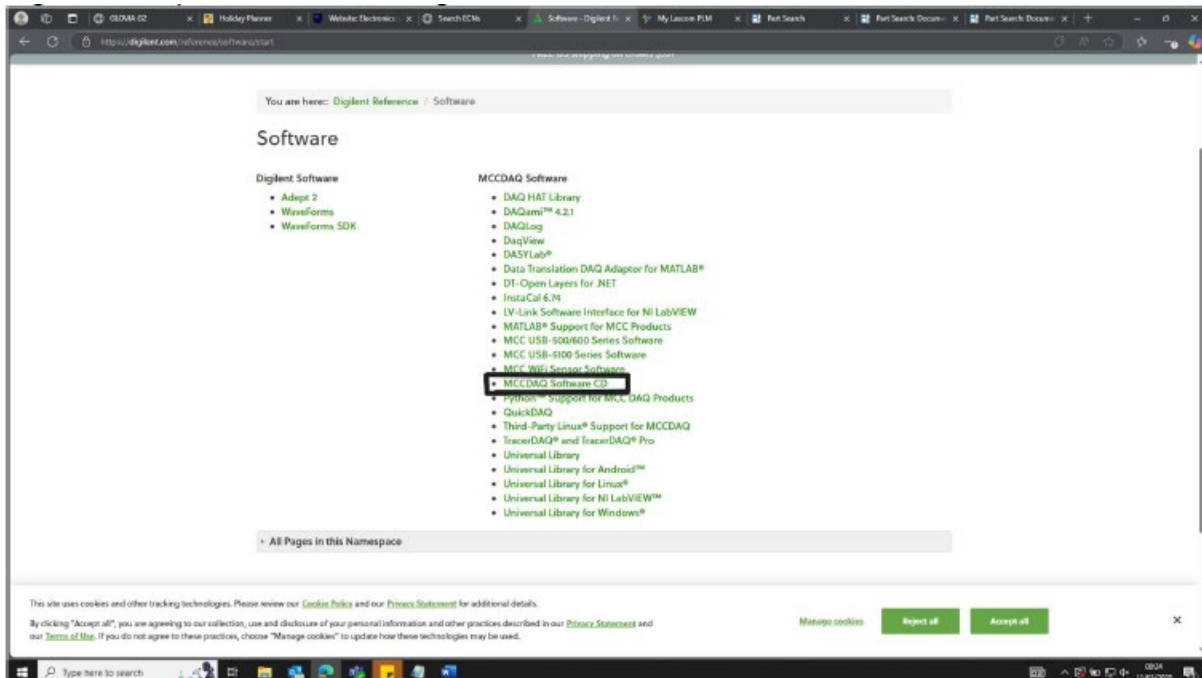 GLOVIA G2
Holiday Planner
Website: Electronics
Search ECNs
Software - Digilent R
My Lascom PLM
Part Search
Part Search: Docume
Part Search: Docume
https://digilent.com/reference/software/start
You are here: Digilent Reference / Software
Software
Digilent Software
Adept 2
WaveForms
WaveForms SDK
MCCDAQ Software
DAQ HAT Library
DAQami™ 4.2.1
DAQLog
DaqView
DASYLab®
Data Translation DAQ Adaptor for MATLAB®
DT-Open Layers for .NET
InstaCal 6.74
LV-Link Software Interface for NI LabVIEW
MATLAB® Support for MCC Products
MCC USB-500/600 Series Software
MCC USB-5100 Series Software
MCC WiFi Sensor Software
MCCDAQ Software CD
Python™ Support for MCC DAQ Products
QuickDAQ
Third-Party Linux® Support for MCCDAQ
TracerDAQ® and TracerDAQ® Pro
Universal Library
Universal Library for Android™
Universal Library for Linux®
Universal Library for NI LabVIEW™
Universal Library for Windows®
All Pages in this Namespace
This site uses cookies and other tracking technologies. Please review our Cookie Policy and our Privacy Statement for additional details.
By clicking "Accept all", you are agreeing to our collection, use and disclosure of your personal information and other practices described in our Privacy Statement and
our Terms of Use. If you do not agree to these practices, choose "Manage cookies" to update how these technologies may be used.
Manage cookies
Reject all
Accept all
Type here to search